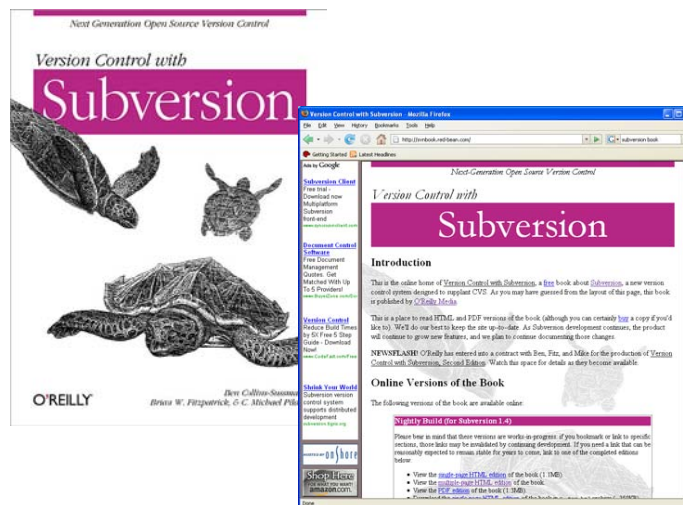 Next Generation Open Source Version Control
Version Control with
Subversion
O'REILLY
Ben Collins-Sussman,
Brian W. Fitzpatrick, & C. Michael Pilato
Version Control with Subversion - Mozilla Firefox
File Edit View History Bookmarks Tools Help
http://svnbook.red-bean.com/
subversion book
Getting Started Latest Headlines
Ads by Google
Subversion Client
Free trial -
Download now
Multiplatform
Subversion
front-end
Document Control
Software
Free Document
Management
Quotes. Get
Matched With Up
To 5 Providers!
Version Control
Reduce Build Times
by 5X Free 5 Step
Guide - Download
Now!
Shrink Your World
Subversion version
control system
supports distributed
development
HOSTED BY onShore
Shop Here
FOR WHAT YOU WANT!
amazon.com.
Next-Generation Open Source Version Control
Version Control with
Subversion
Introduction
This is the online home of Version Control with Subversion, a free book about Subversion, a new version
control system designed to supplant CVS. As you may have guessed from the layout of this page, this book
is published by O'Reilly Media.
This is a place to read HTML and PDF versions of the book (although you can certainly buy a copy if you'd
like to). We'll do our best to keep the site up-to-date. As Subversion development continues, the product
will continue to grow new features, and we plan to continue documenting those changes.
NEWSFLASH! O'Reilly has entered into a contract with Ben, Fitz, and Mike for the production of Version
Control with Subversion, Second Edition. Watch this space for details as they become available.
Online Versions of the Book
The following versions of the book are available online:
Nightly Build (for Subversion 1.4)
Please bear in mind that these versions are works-in-progress: if you bookmark or link to specific
sections, those links may be invalidated by continuing development. If you need a link that can be
reasonably expected to remain stable for years to come, link to one of the completed editions
below.
View the single-page HTML edition of the book (1.1MB)
View the multiple-page HTML edition of the book
View the PDF edition of the book (1.3MB)
Done